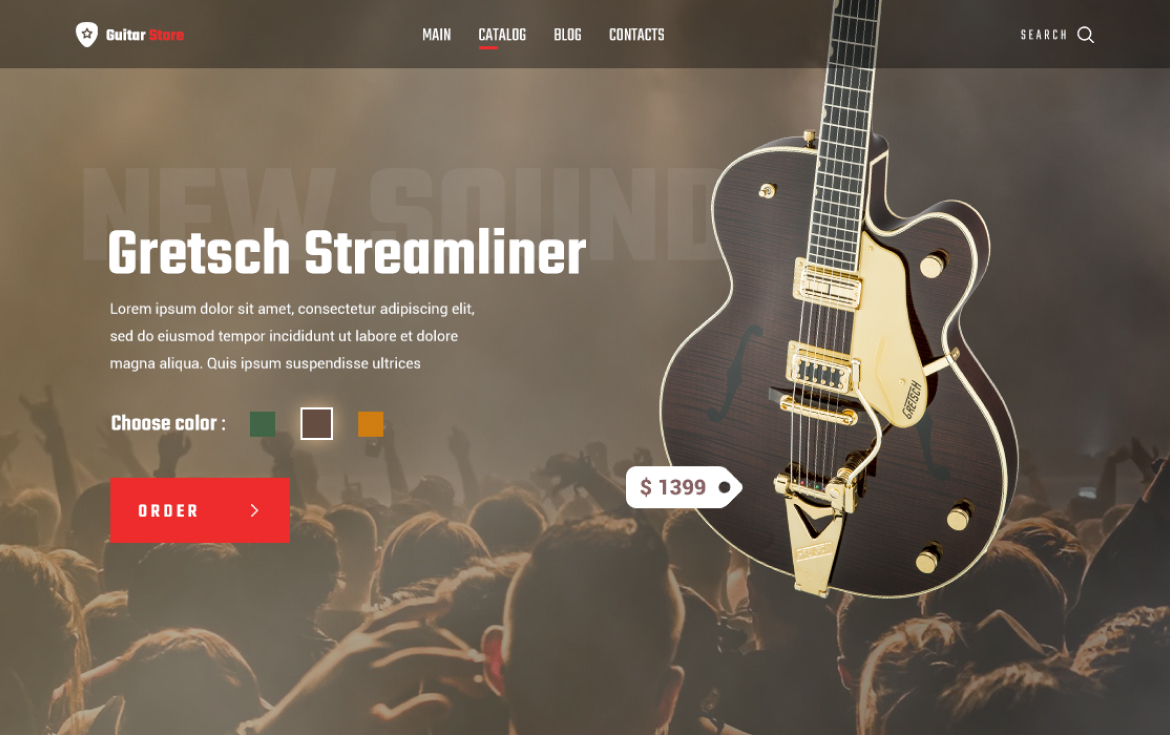 Guitar Store
MAIN
CATALOG
BLOG
CONTACTS
SEARCH
NEW SOUND
Gretsch Streamliner
Lorem ipsum dolor sit amet, consectetur adipiscing elit,
sed do eiusmod tempor incididunt ut labore et dolore
magna aliqua. Quis ipsum suspendisse ultrices
GRETSCH
Choose color :
$ 1399
ORDER